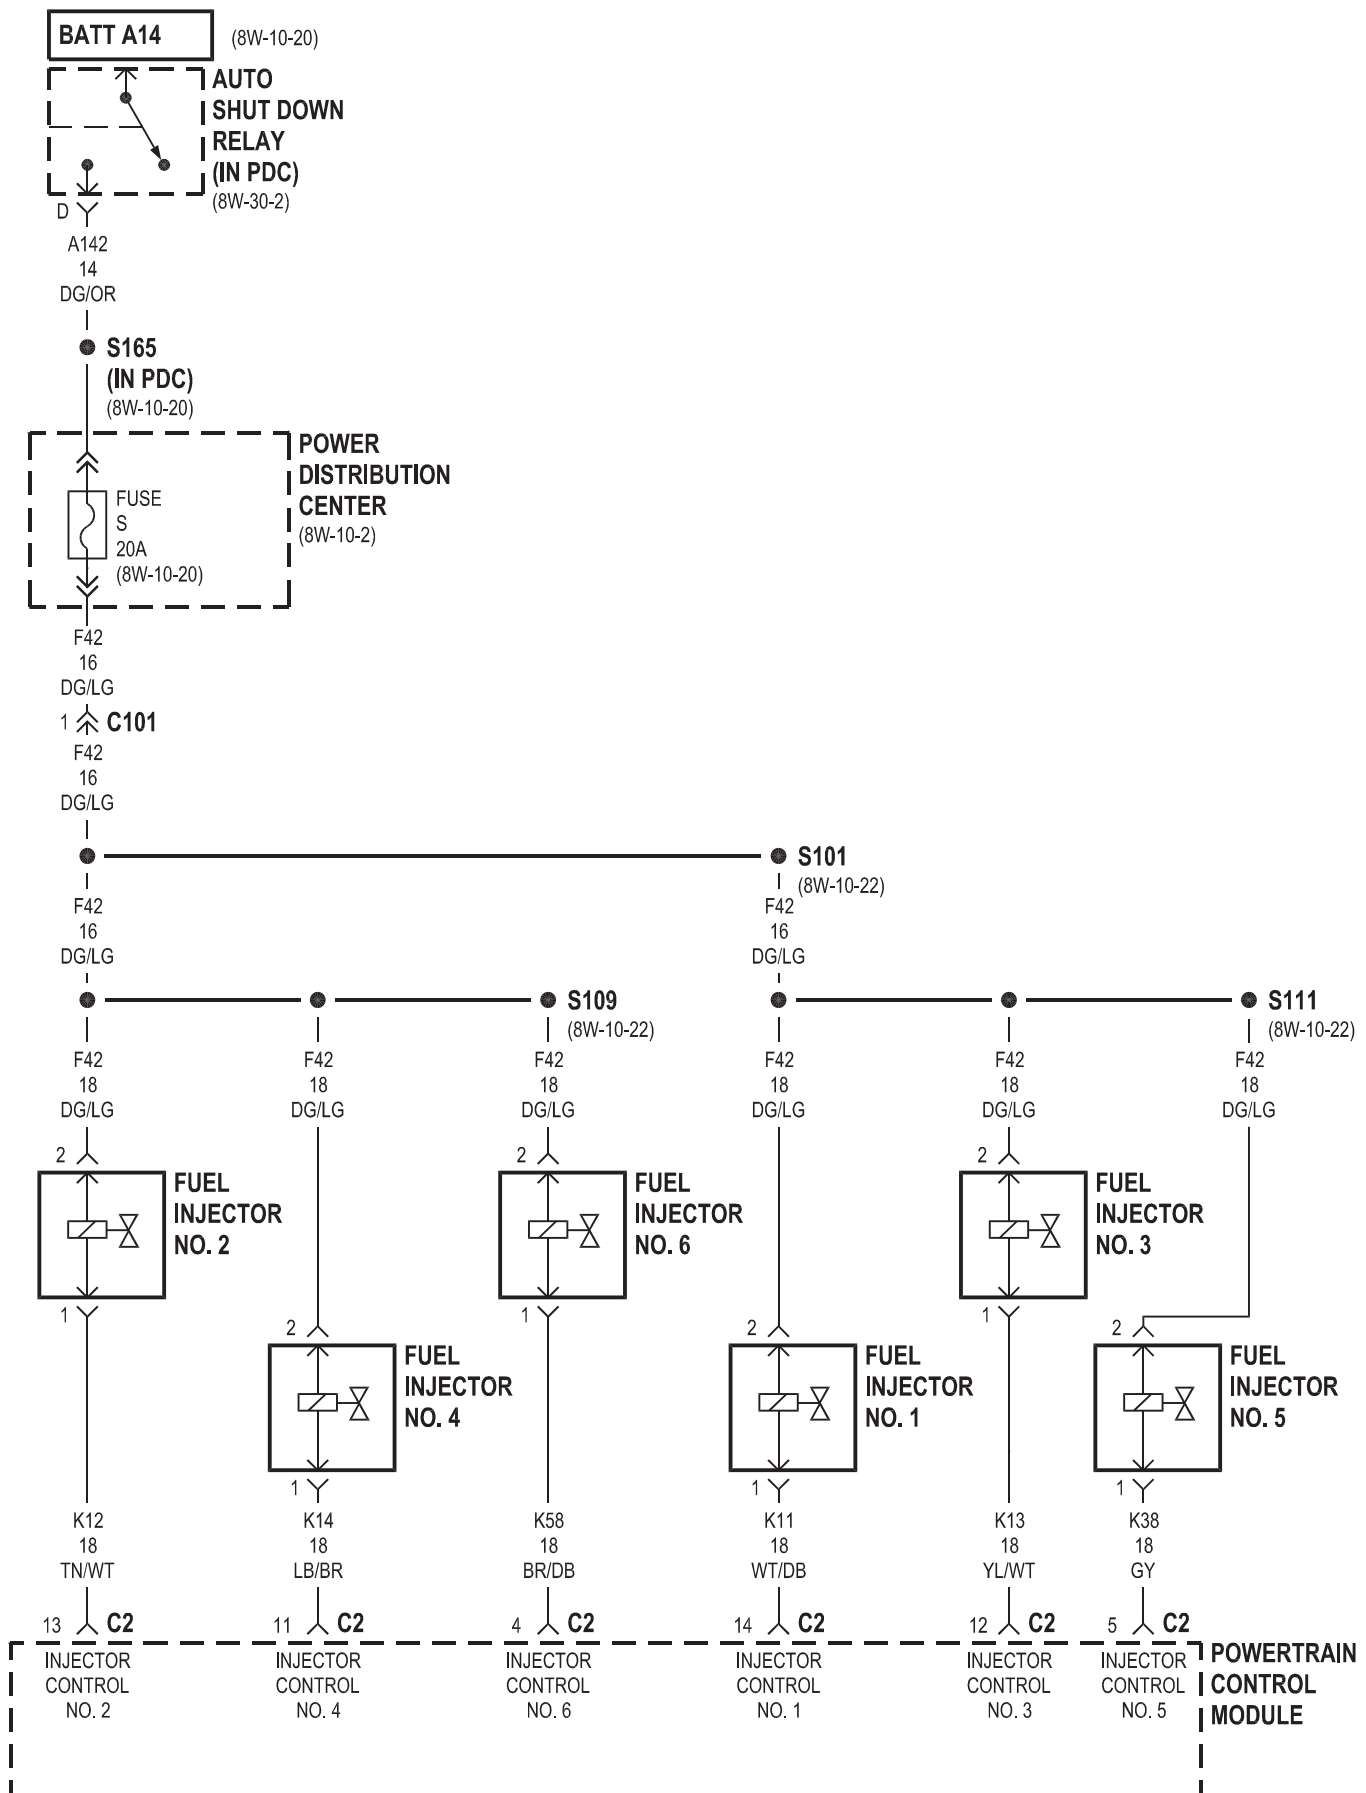 BATT A14
(8W-10-20)
AUTO
SHUT DOWN
RELAY
(IN PDC)
(8W-30-2)
D
A142
14
DG/OR
S165
(IN PDC)
(8W-10-20)
POWER
DISTRIBUTION
CENTER
(8W-10-2)
FUSE
S
20A
(8W-10-20)
F42
16
DG/LG
1 C101
F42
16
DG/LG
S101
(8W-10-22)
F42 F42
16 16
DG/LG DG/LG
S109 S111
(8W-10-22) (8W-10-22)
F42 F42 F42 F42 F42 F42
18 18 18 18 18 18
DG/LG DG/LG DG/LG DG/LG DG/LG DG/LG
2 2 2
FUEL FUEL FUEL
INJECTOR INJECTOR INJECTOR
NO. 2 NO. 6 NO. 3
1 1 1
2 2 2
FUEL FUEL FUEL
INJECTOR INJECTOR INJECTOR
NO. 4 NO. 1 NO. 5
1 1 1
K12 K14 K58 K11 K13 K38
18 18 18 18 18 18
TN/WT LB/BR BR/DB WT/DB YL/WT GY
13 C2 11 C2 4 C2 14 C2 12 C2 5 C2
INJECTOR INJECTOR INJECTOR INJECTOR INJECTOR INJECTOR
CONTROL CONTROL CONTROL CONTROL CONTROL CONTROL
NO. 2 NO. 4 NO. 6 NO. 1 NO. 3 NO. 5
POWERTRAIN
CONTROL
MODULE